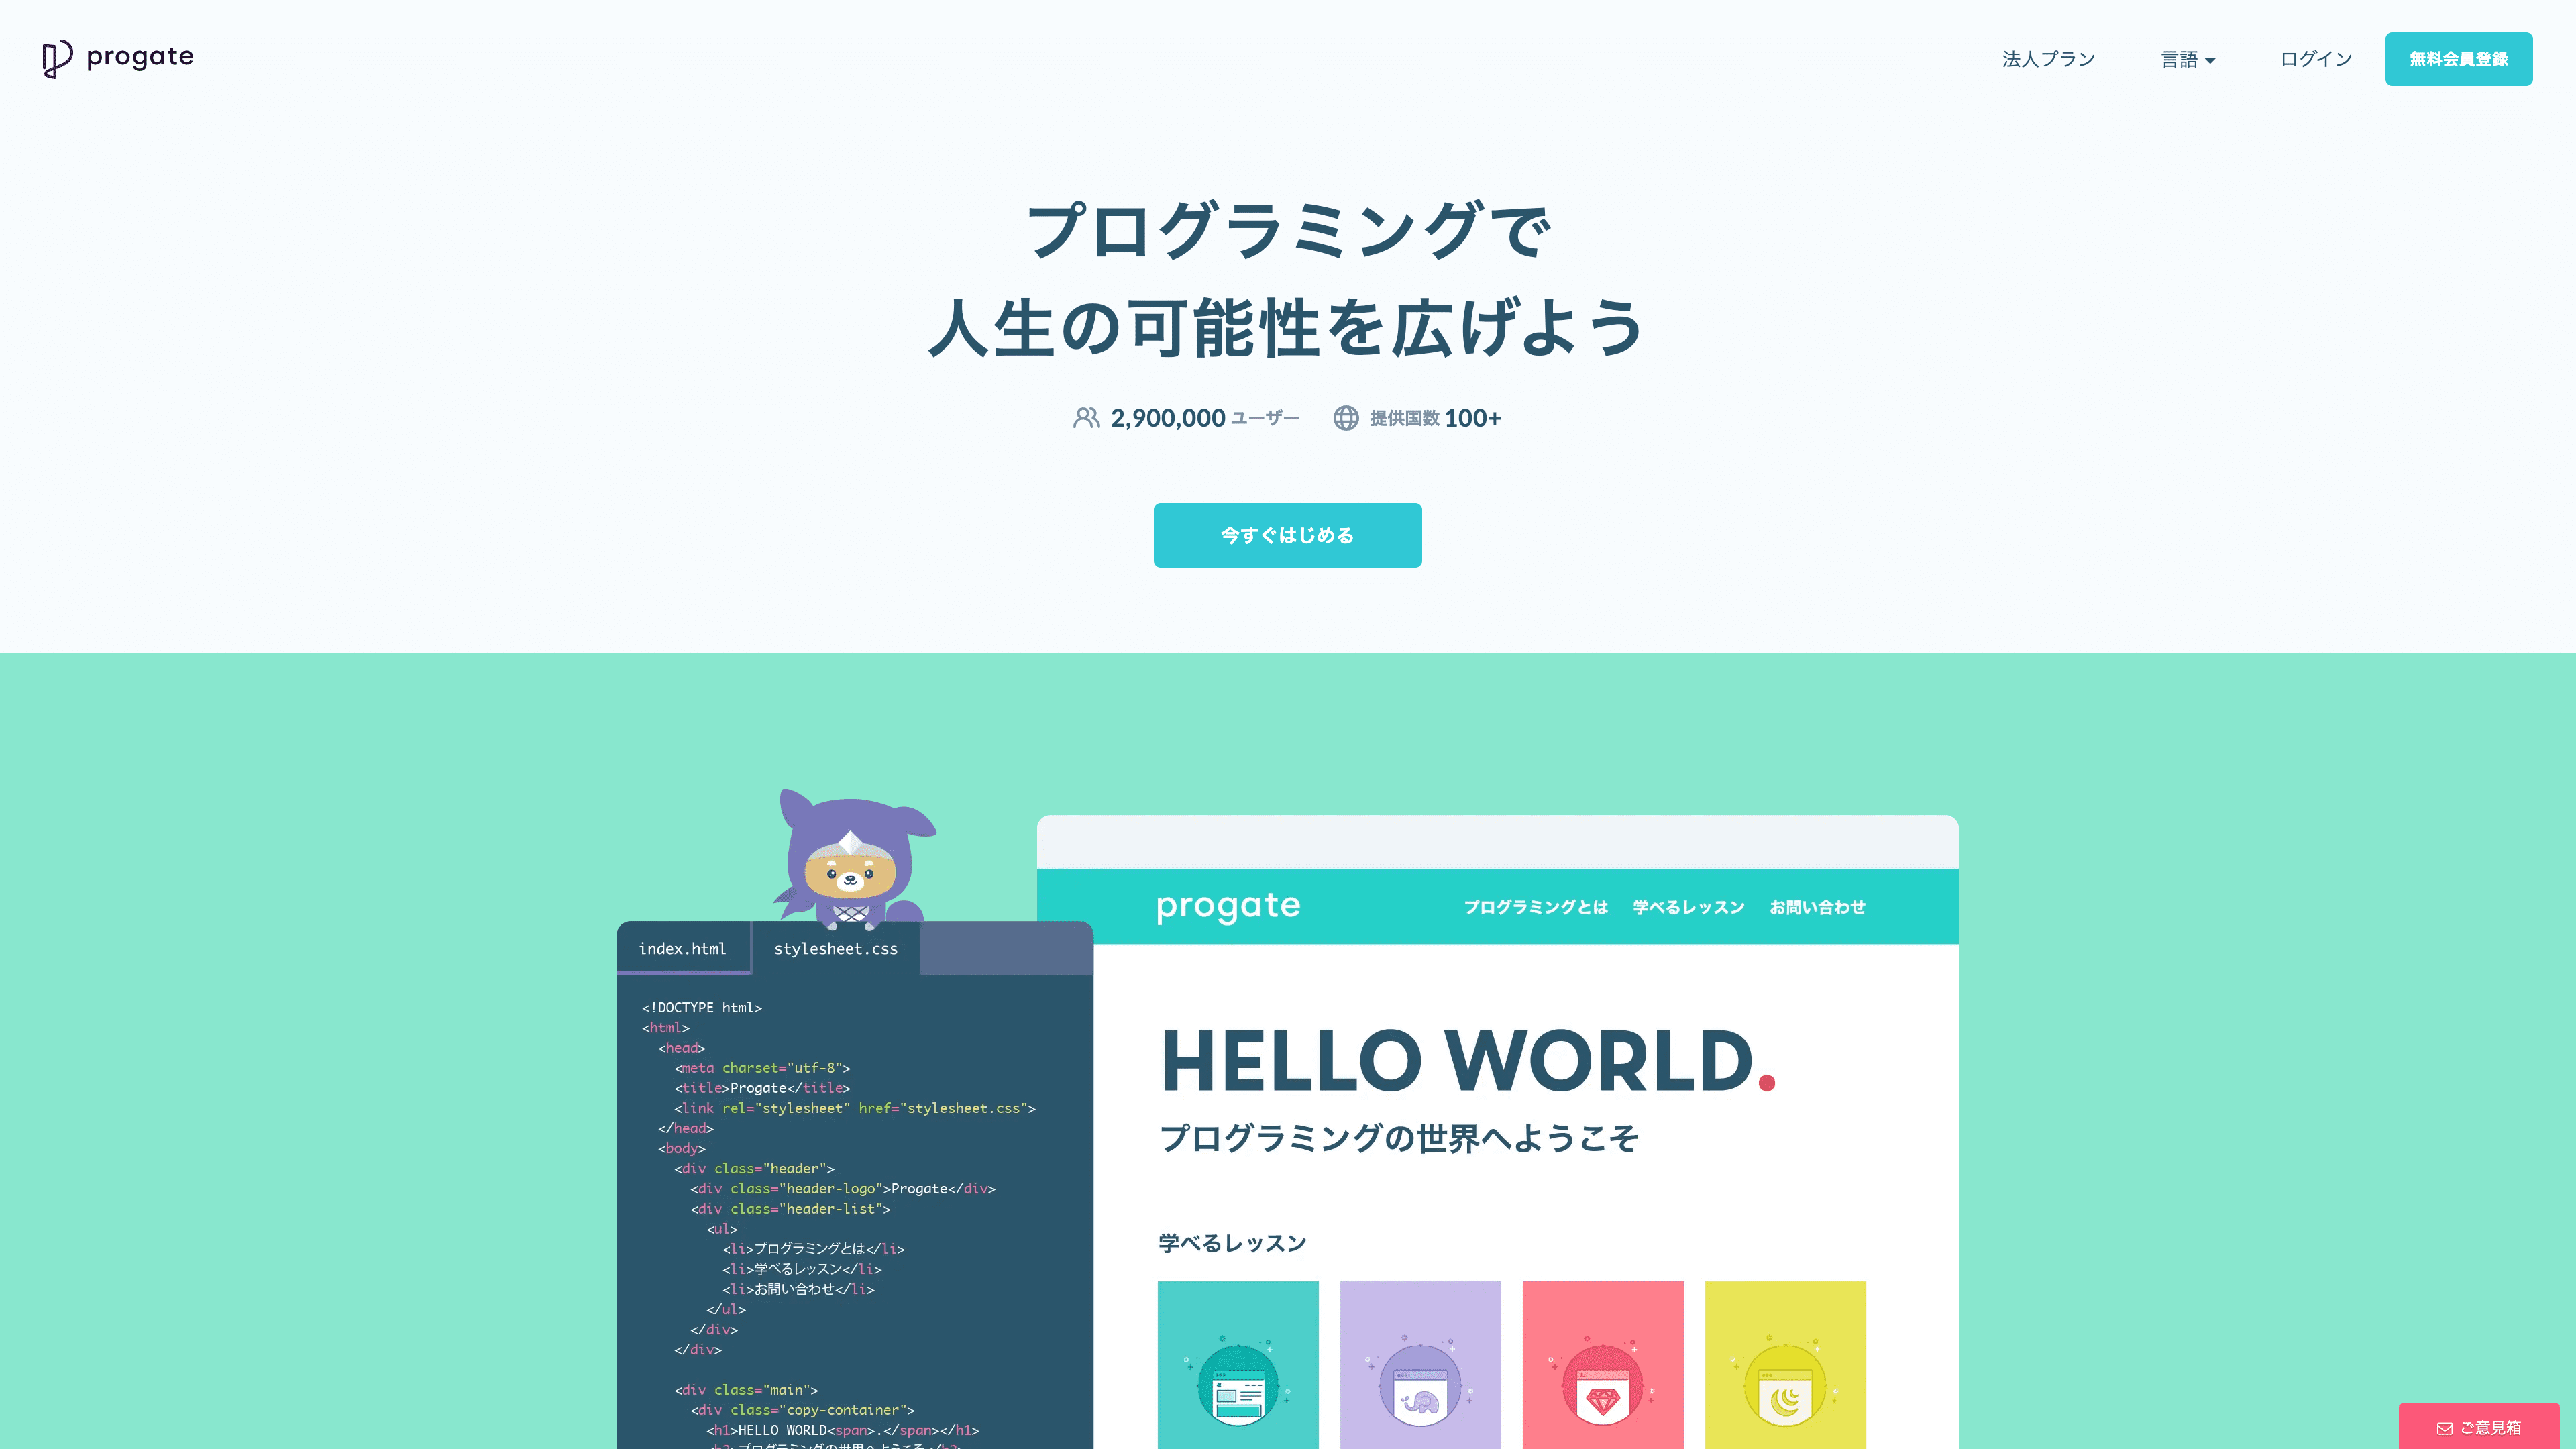 progate
法人プラン 言語 ログイン 無料会員登録
プログラミングで
人生の可能性を広げよう
2,900,000 ユーザー 提供国数 100+
今すぐはじめる
progate プログラミングとは 学べるレッスン お問い合わせ
index.html stylesheet.css
<!DOCTYPE html>
<html>
<head>
<meta charset="utf-8">
<title>Progate</title>
<link rel="stylesheet" href="stylesheet.css">
</head>
<body>
<div class="header">
<div class="header-logo">Progate</div>
<div class="header-list">
<ul>
<li>プログラミングとは</li>
<li>学べるレッスン</li>
<li>お問い合わせ</li>
</ul>
</div>
</div>
<div class="main">
<div class="copy-container">
<h1>HELLO WORLD<span>.</span></h1>
HELLO WORLD.
プログラミングの世界へようこそ
学べるレッスン
ご意見箱